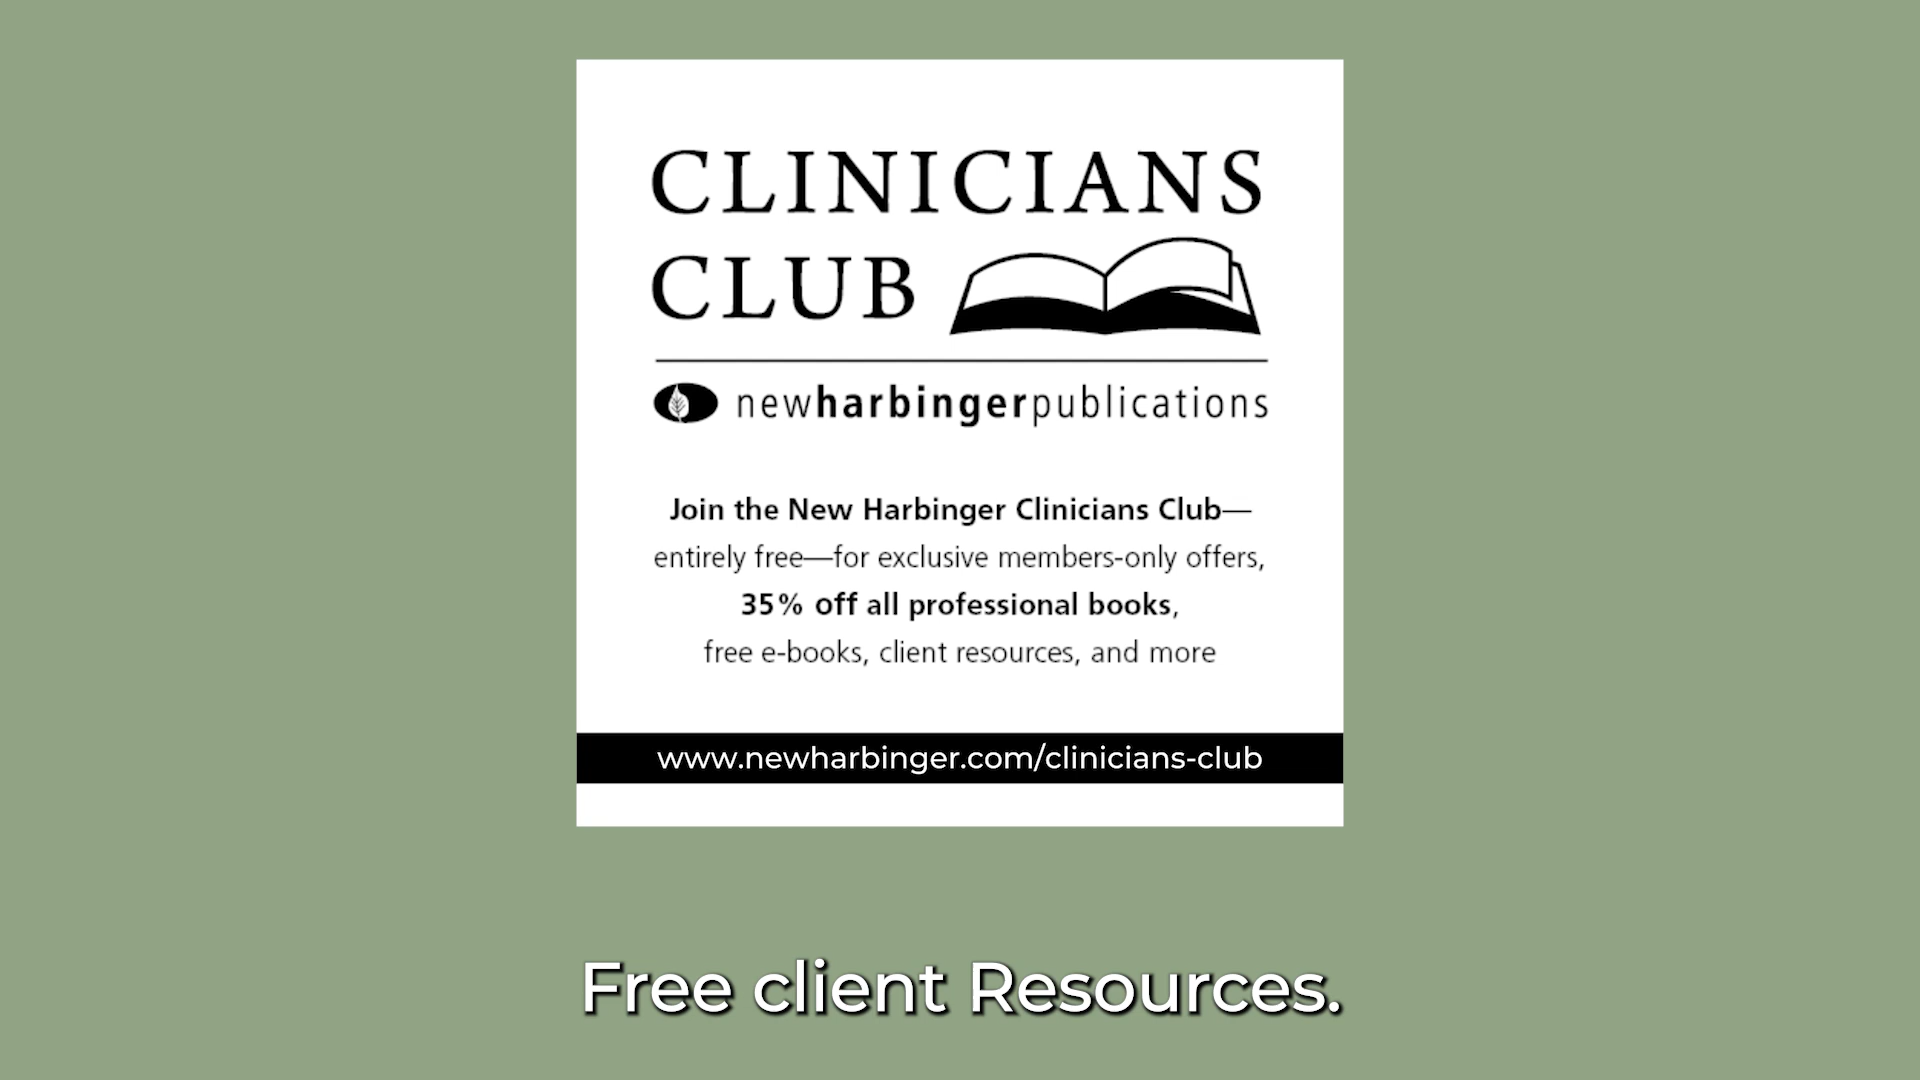 CLINICIANS
CLUB
newharbingerpublications
Join the New Harbinger Clinicians Club—
entirely free—for exclusive members-only offers,
35% off all professional books,
free e-books, client resources, and more
www.newharbinger.com/clinicians-club
Free client Resources.